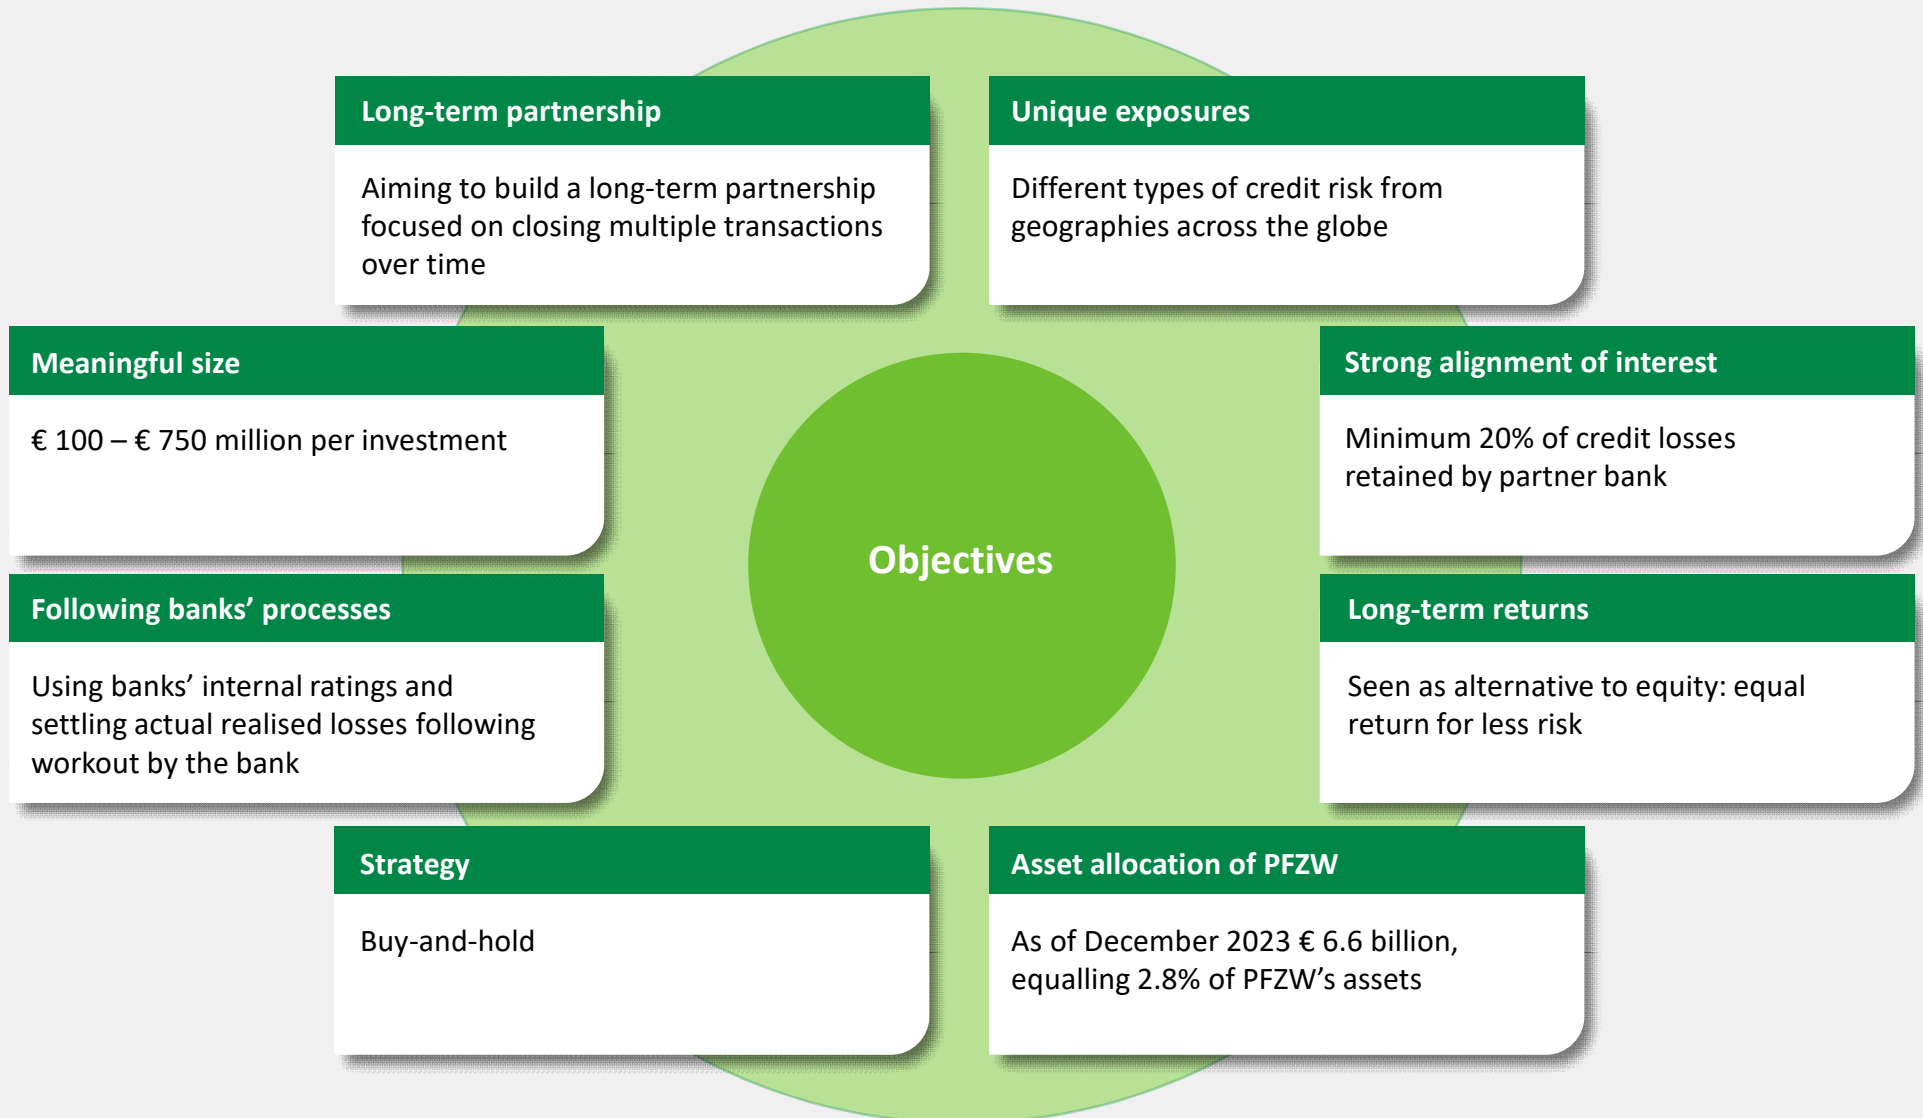 Long-term partnership
Aiming to build a long-term partnership
focused on closing multiple transactions
over time
Unique exposures
Different types of credit risk from
geographies across the globe
Meaningful size
€ 100 – € 750 million per investment
Strong alignment of interest
Minimum 20% of credit losses
retained by partner bank
Objectives
Following banks’ processes
Using banks’ internal ratings and
settling actual realised losses following
workout by the bank
Long-term returns
Seen as alternative to equity: equal
return for less risk
Strategy
Buy-and-hold
Asset allocation of PFZW
As of December 2023 € 6.6 billion,
equalling 2.8% of PFZW’s assets